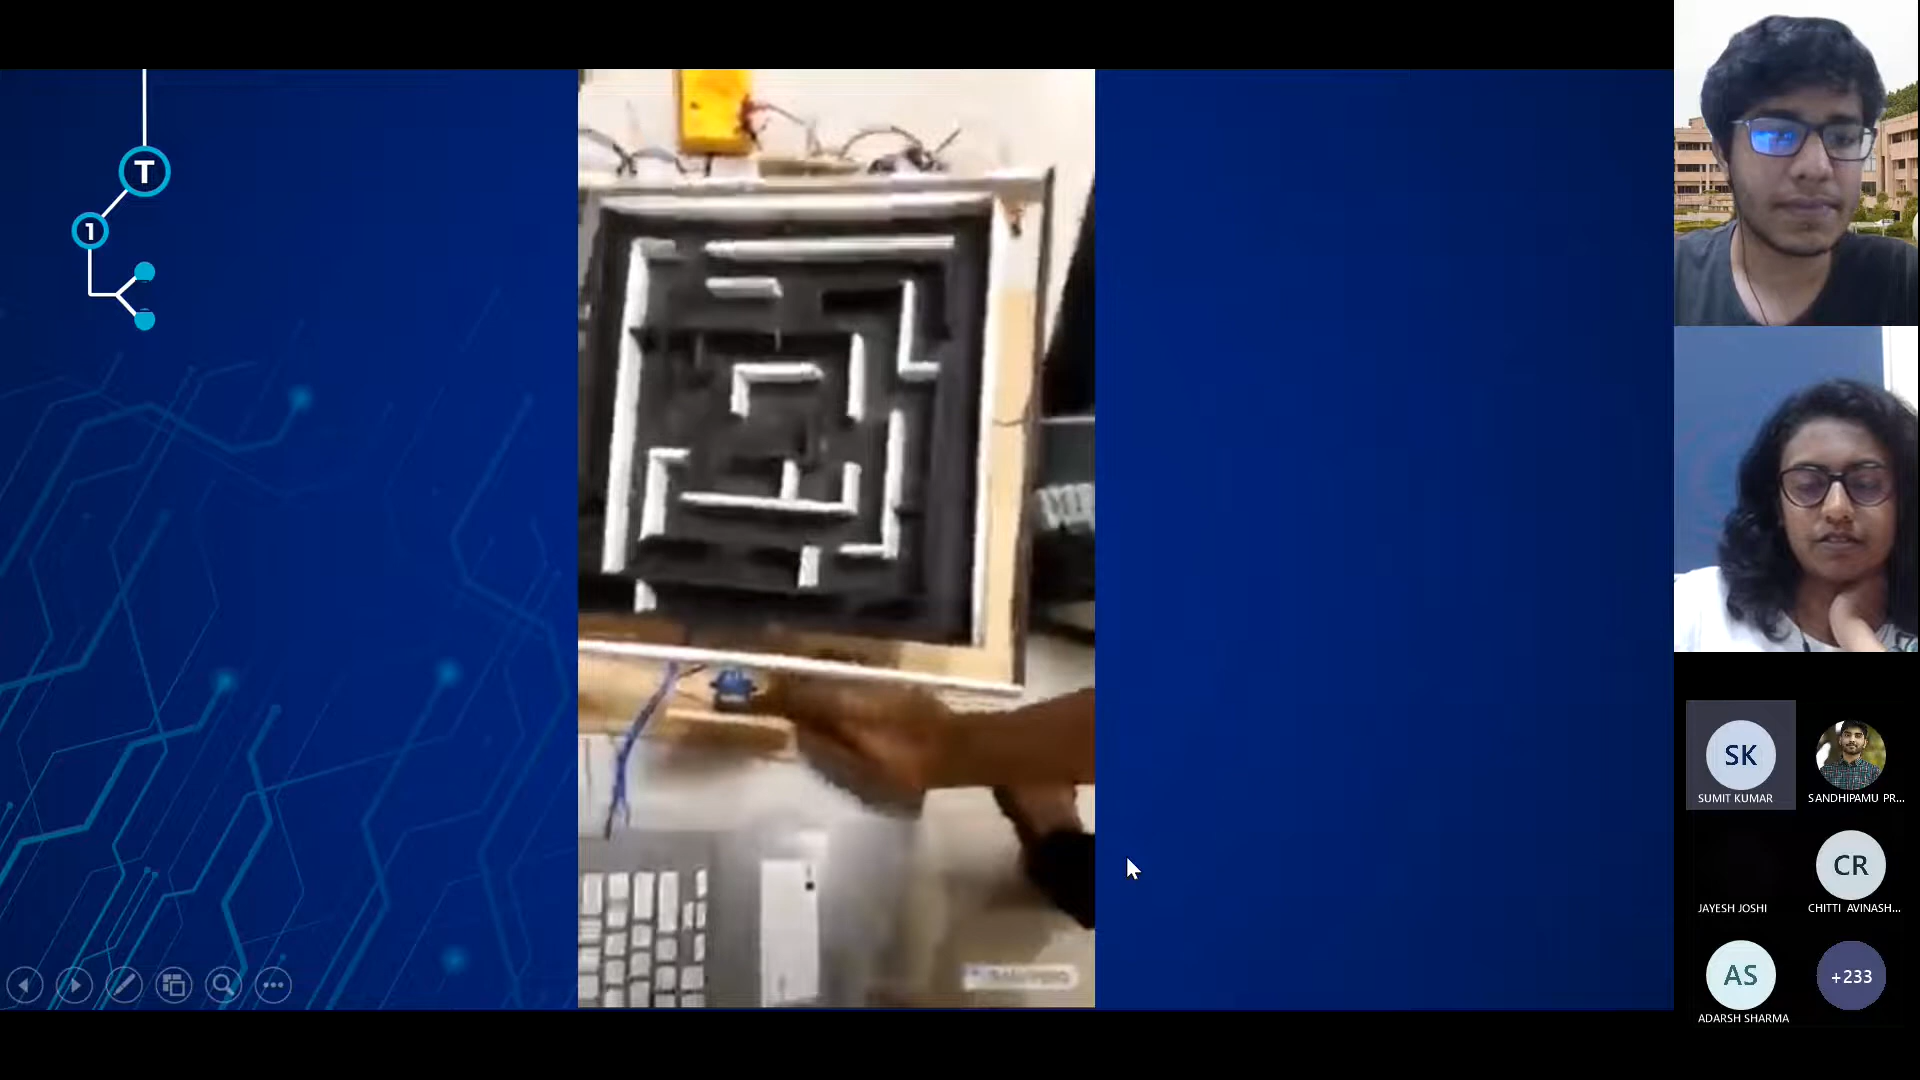 T
1
SK
SUMIT KUMAR
SANDHIPAMU PR...
JAYESH JOSHI
CR
CHITTI AVINASH...
AS
ADARSH SHARMA
+233